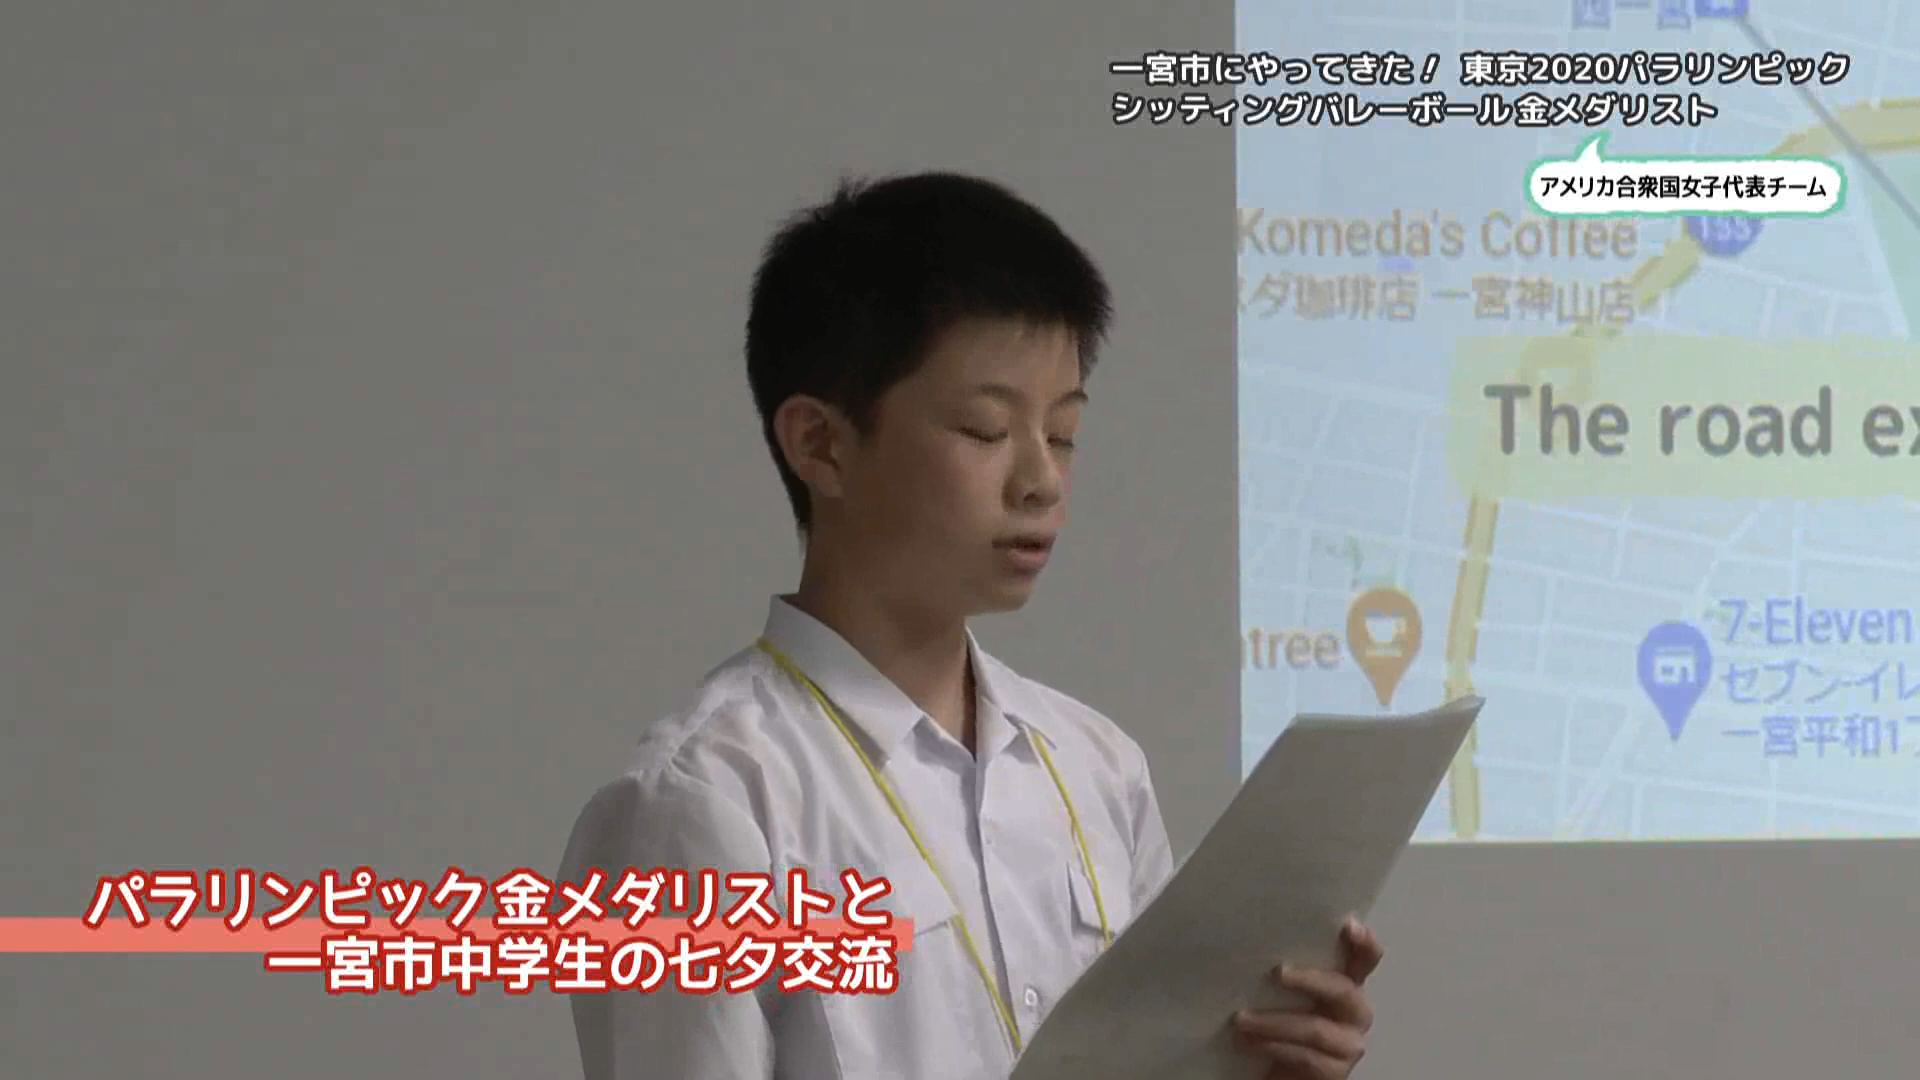 一宮市にやってきた！ 東京2020パラリンピック
シッティングバレーボール金メダリスト
アメリカ合衆国女子代表チーム
Komeda's Coffee
ダ珈琲店 一宮神山店
155
The road
tree
7-Eleven
セブン-イレ
一宮平和1
パラリンピック金メダリストと
一宮市中学生の七夕交流